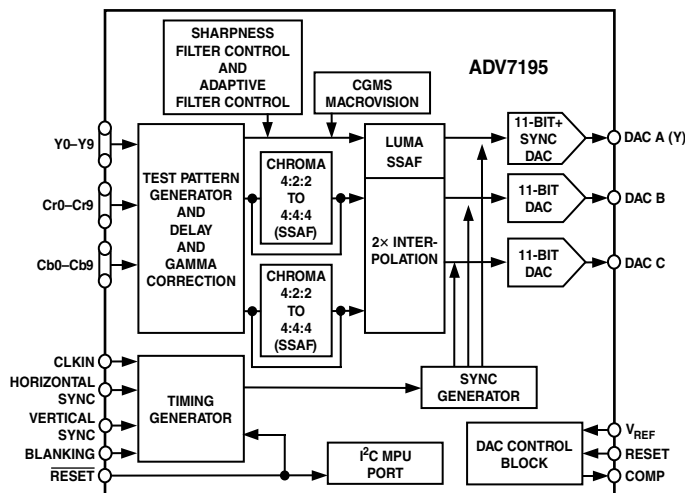 SHARPNESS
FILTER CONTROL
AND
ADAPTIVE
FILTER CONTROL
CGMS
MACROVISION
ADV7195
Y0–Y9
Cr0–Cr9
Cb0–Cb9
TEST PATTERN
GENERATOR
AND
DELAY
AND
GAMMA
CORRECTION
CHROMA
4:2:2
TO
4:4:4
(SSAF)
CHROMA
4:2:2
TO
4:4:4
(SSAF)
LUMA
SSAF
2× INTER-
POLATION
11-BIT+
SYNC
DAC
11-BIT
DAC
11-BIT
DAC
DAC A (Y)
DAC B
DAC C
CLKIN
HORIZONTAL
SYNC
VERTICAL
SYNC
BLANKING
RESET
TIMING
GENERATOR
SYNC
GENERATOR
I2C MPU
PORT
DAC CONTROL
BLOCK
VREF
RESET
COMP